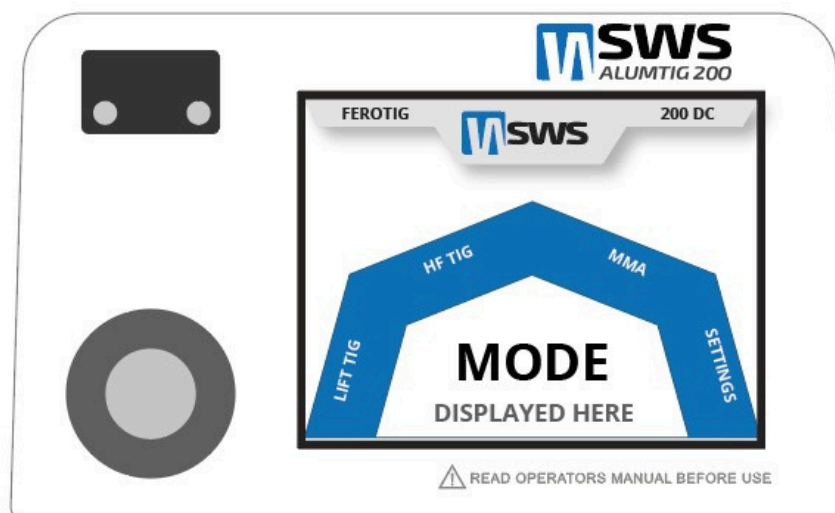 SWS
ALUMTIG 200
FEROTIG
SWS
200 DC
LIFT TIG
HF TIG
MMA
SETTINGS
MODE
DISPLAYED HERE
READ OPERATORS MANUAL BEFORE USE